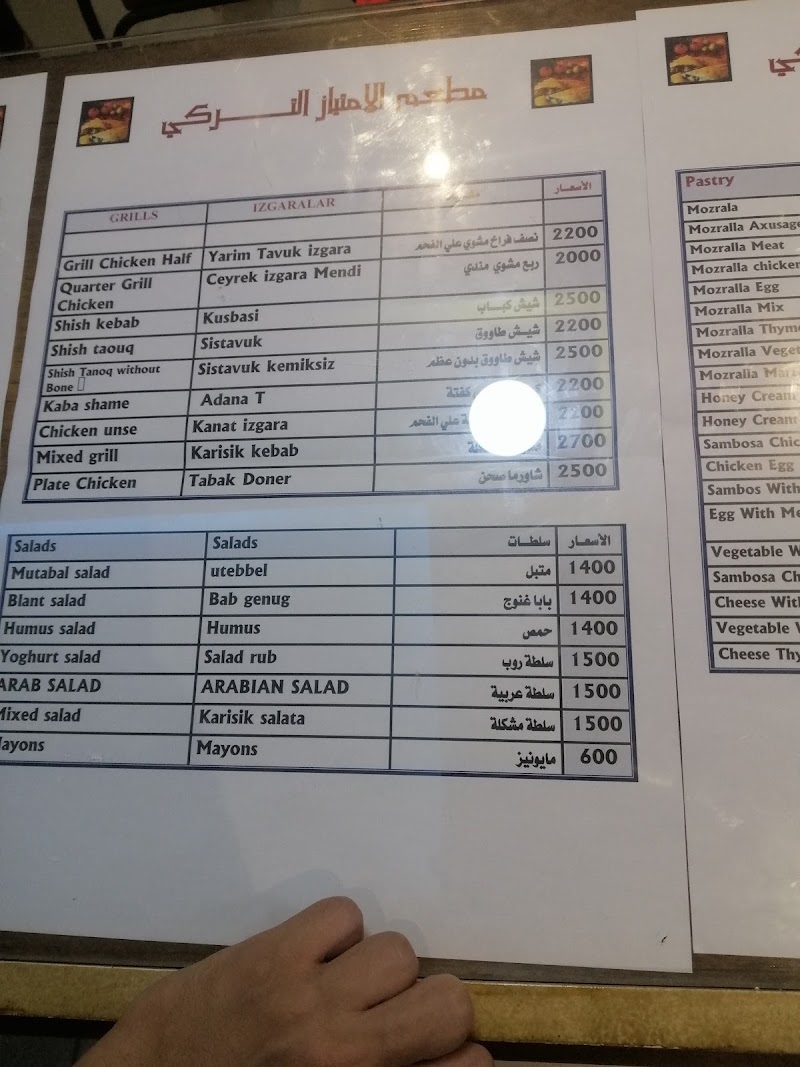 مطعم الامتياز التركي
GRILLS IZGARALAR الأسعار
Grill Chicken Half Yarim Tavuk izgara نصف فراخ مشوي علي الفحم 2200
Quarter Grill Chicken Ceyrek izgara Mendi ربع مشوي مندي 2000
Shish kebab Kusbasi شيش كباب 2500
Shish taouq Sistavuk شيش طاووق 2200
Shish Tanoq without Bone Sistavuk kemiksiz شيش طاووق بدون عظم 2500
Kaba shame Adana T كفتة 2200
Chicken unse Kanat izgara علي الفحم 2200
Mixed grill Karisik kebab 2700
Plate Chicken Tabak Doner شاورما صحن 2500
Salads Salads سلطات الأسعار
Mutabal salad utebbel متبل 1400
Blant salad Bab genug بابا غنوج 1400
Humus salad Humus حمص 1400
Yoghurt salad Salad rub سلطة روب 1500
ARAB SALAD ARABIAN SALAD سلطة عربية 1500
Mixed salad Karisik salata سلطة مشكلة 1500
ayons Mayons مايونيز 600
Pastry
Mozrala
Mozralla Axusage
Mozralla Meat
Mozralla chicken
Mozralla Egg
Mozralla Mix
Mozralla Thyme
Mozralla Veget
Mozralla
Honey Cream
Honey Cream
Sambosa Chic
Chicken Egg
Sambos With
Egg With Me
Vegetable W
Sambosa Ch
Cheese With
Vegetable
Cheese Thy